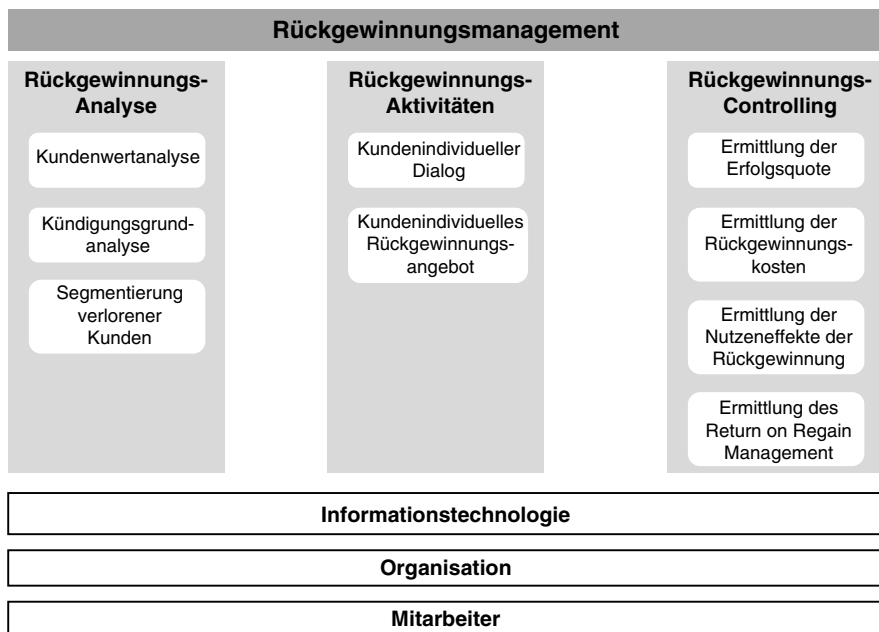 Rückgewinnungsmanagement
Rückgewinnungs-
Analyse
Kundenwertanalyse
Kündigungsgrund-
analyse
Segmentierung
verlorener
Kunden
Rückgewinnungs-
Aktivitäten
Kundenindividueller
Dialog
Kundenindividuelles
Rückgewinnungs-
angebot
Rückgewinnungs-
Controlling
Ermittlung der
Erfolgsquote
Ermittlung der
Rückgewinnungs-
kosten
Ermittlung der
Nutzeneffekte der
Rückgewinnung
Ermittlung des
Return on Regain
Management
Informationstechnologie
Organisation
Mitarbeiter